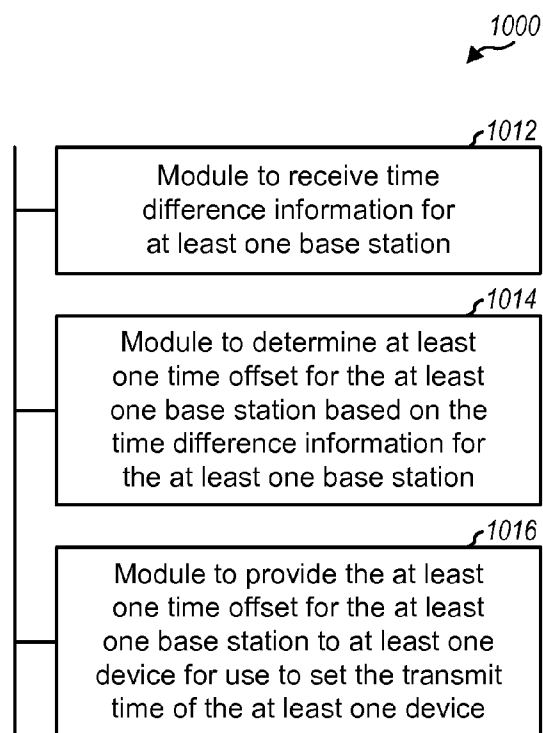 1000
1012
Module to receive time
difference information for
at least one base station
1014
Module to determine at least
one time offset for the at least
one base station based on the
time difference information for
the at least one base station
1016
Module to provide the at least
one time offset for the at least
one base station to at least one
device for use to set the transmit
time of the at least one device